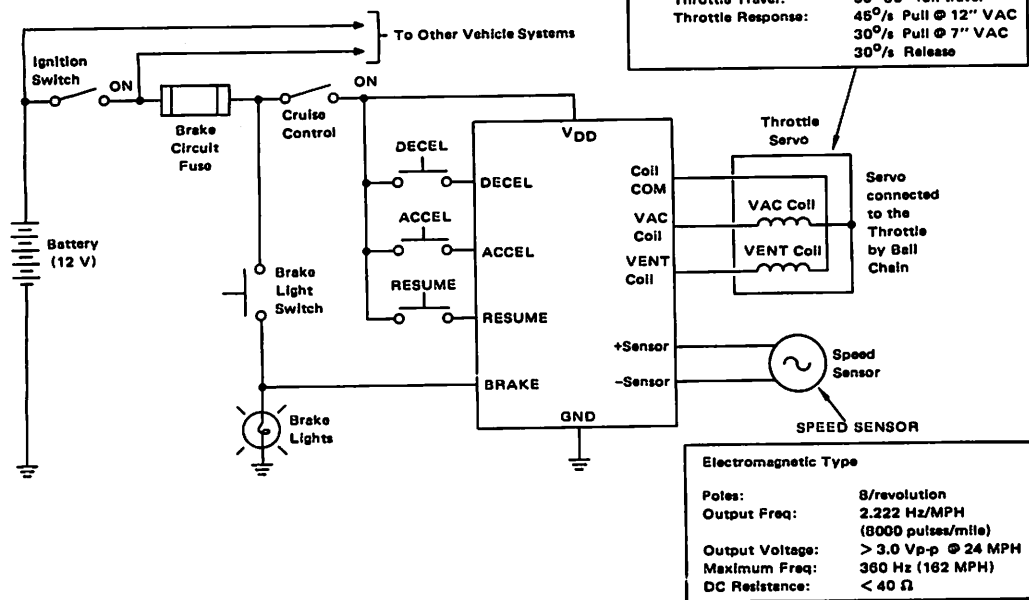 Throttle Travel:
Throttle Response: 45°/s Pull @ 12" VAC
30°/s Pull @ 7" VAC
30°/s Release
To Other Vehicle Systems
Ignition
Switch
ON
Brake
Circuit
Fuse
Cruise
Control
ON
Battery
(12 V)
Brake
Light
Switch
Brake
Lights
DECEL
ACCEL
RESUME
VDD
DECEL
ACCEL
RESUME
BRAKE
GND
Coil
COM
VAC
Coil
VENT
Coil
+Sensor
–Sensor
Throttle
Servo
VAC Coil
VENT Coil
Servo
connected
to the
Throttle
by Ball
Chain
Speed
Sensor
SPEED SENSOR
Electromagnetic Type
Poles: 8/revolution
Output Freq: 2.222 Hz/MPH
(8000 pulses/mile)
Output Voltage: > 3.0 Vp-p @ 24 MPH
Maximum Freq: 360 Hz (162 MPH)
DC Resistance: < 40 Ω